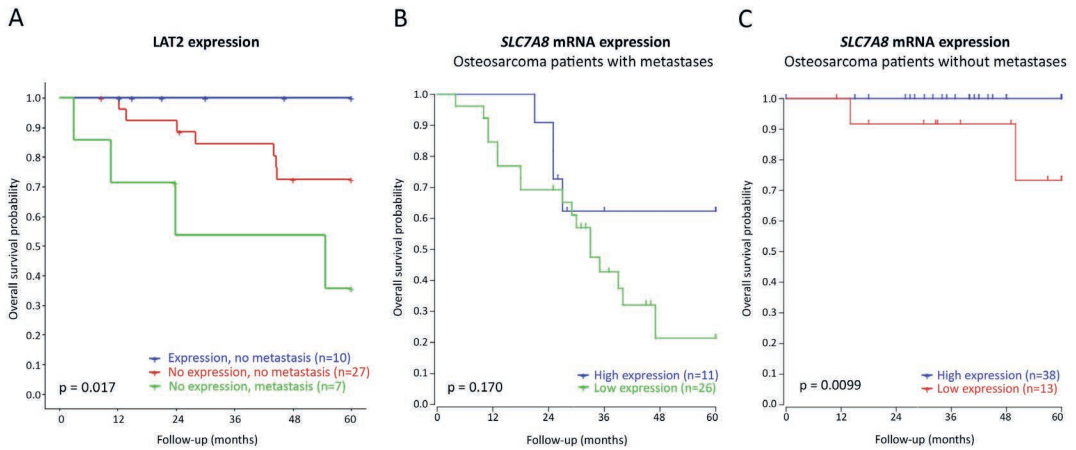 A
LAT2 expression
Overall survival probability
1.0
0.9
0.8
0.7
0.6
0.5
0.4
0.3
0.2
0.1
0.0
Expression, no metastasis (n=10)
No expression, no metastasis (n=27)
No expression, metastasis (n=7)
p = 0.017
0 12 24 36 48 60
Follow-up (months)
B
SLC7A8 mRNA expression
Osteosarcoma patients with metastases
Overall survival probability
1.0
0.9
0.8
0.7
0.6
0.5
0.4
0.3
0.2
0.1
0.0
High expression (n=11)
Low expression (n=26)
p = 0.170
0 12 24 36 48 60
Follow-up (months)
C
SLC7A8 mRNA expression
Osteosarcoma patients without metastases
Overall survival probability
1.0
0.9
0.8
0.7
0.6
0.5
0.4
0.3
0.2
0.1
0.0
High expression (n=38)
Low expression (n=13)
p = 0.0099
0 12 24 36 48 60
Follow-up (months)